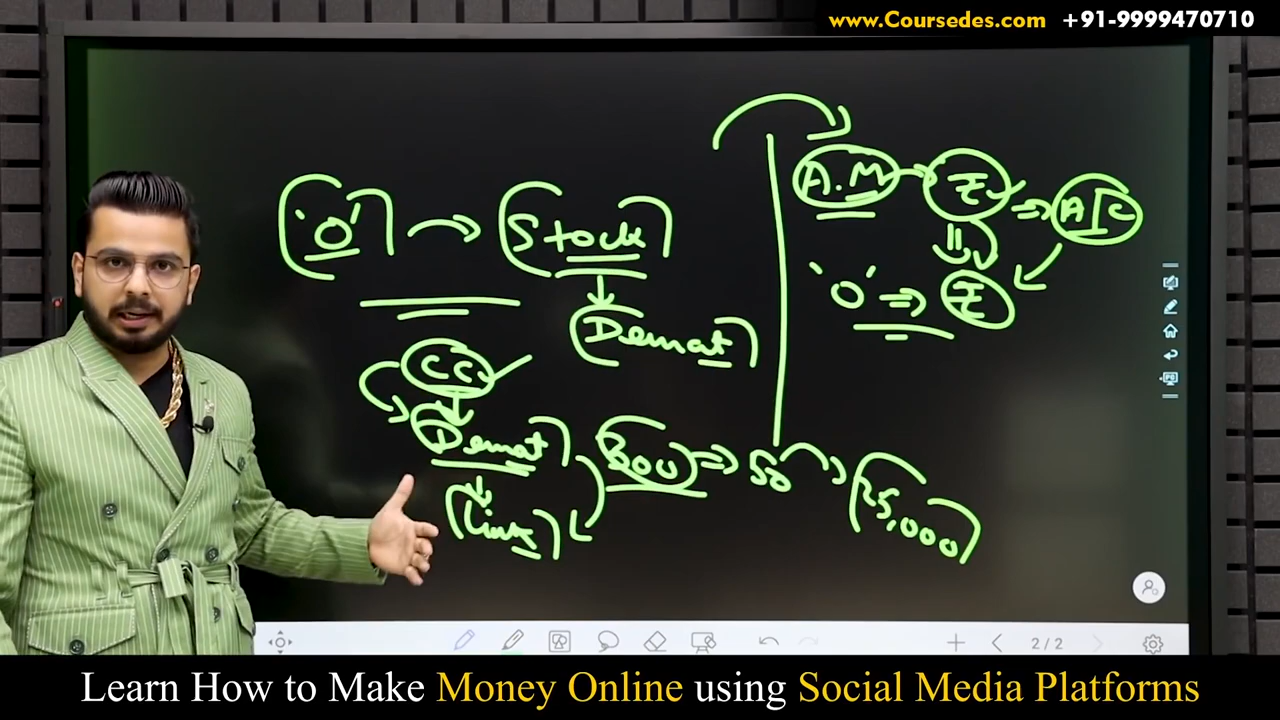 www.Coursedes.com +91-9999470710
'0' → Stock
Demat
A.M → Z ⇒ A/C
'0' ⇒ Z
CC
Demat
500 ⇒ 50 → 25,000
Link
2/2
Learn How to Make Money Online using Social Media Platforms